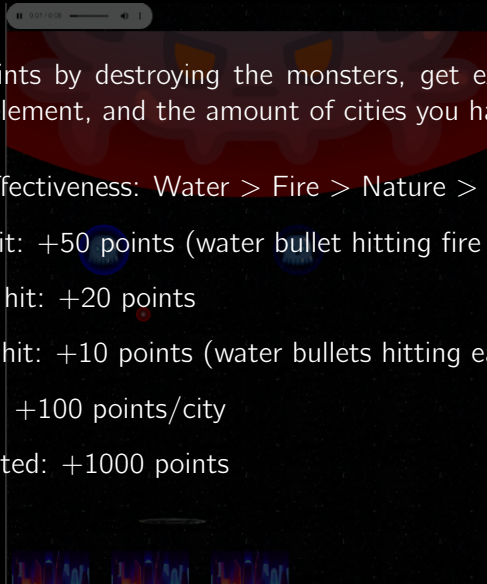 ints by destroying the monsters, get e
lement, and the amount of cities you ha
ffectiveness: Water > Fire > Nature >
it: +50 points (water bullet hitting fire
hit: +20 points
hit: +10 points (water bullets hitting ea
+100 points/city
ted: +1000 points